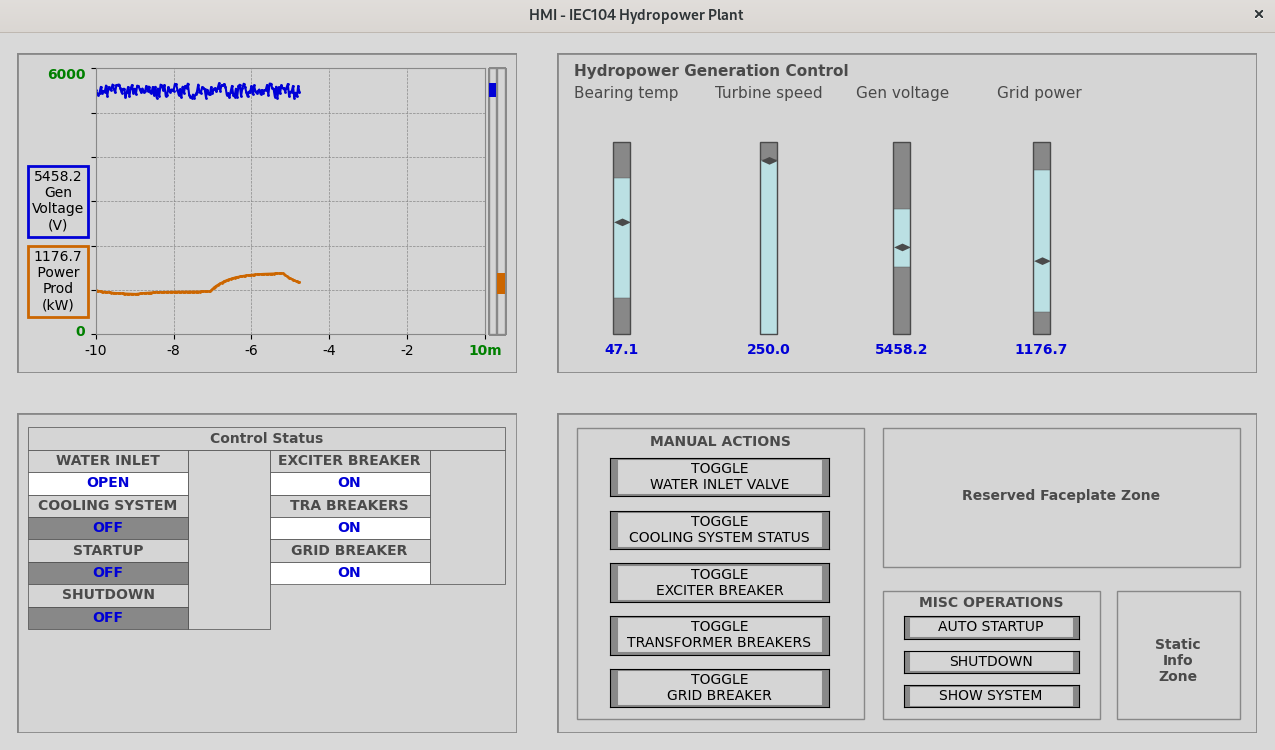 HMI - IEC104 Hydropower Plant
×
6000
5458.2
Gen
Voltage
(V)
1176.7
Power
Prod
(kW)
0
-10
-8
-6
-4
-2
10m
Hydropower Generation Control
Bearing temp
Turbine speed
Gen voltage
Grid power
47.1
250.0
5458.2
1176.7
Control Status
WATER INLET
EXCITER BREAKER
OPEN
ON
COOLING SYSTEM
TRA BREAKERS
OFF
ON
STARTUP
GRID BREAKER
OFF
ON
SHUTDOWN
OFF
MANUAL ACTIONS
TOGGLE
WATER INLET VALVE
TOGGLE
COOLING SYSTEM STATUS
TOGGLE
EXCITER BREAKER
TOGGLE
TRANSFORMER BREAKERS
TOGGLE
GRID BREAKER
Reserved Faceplate Zone
MISC OPERATIONS
AUTO STARTUP
SHUTDOWN
SHOW SYSTEM
Static
Info
Zone